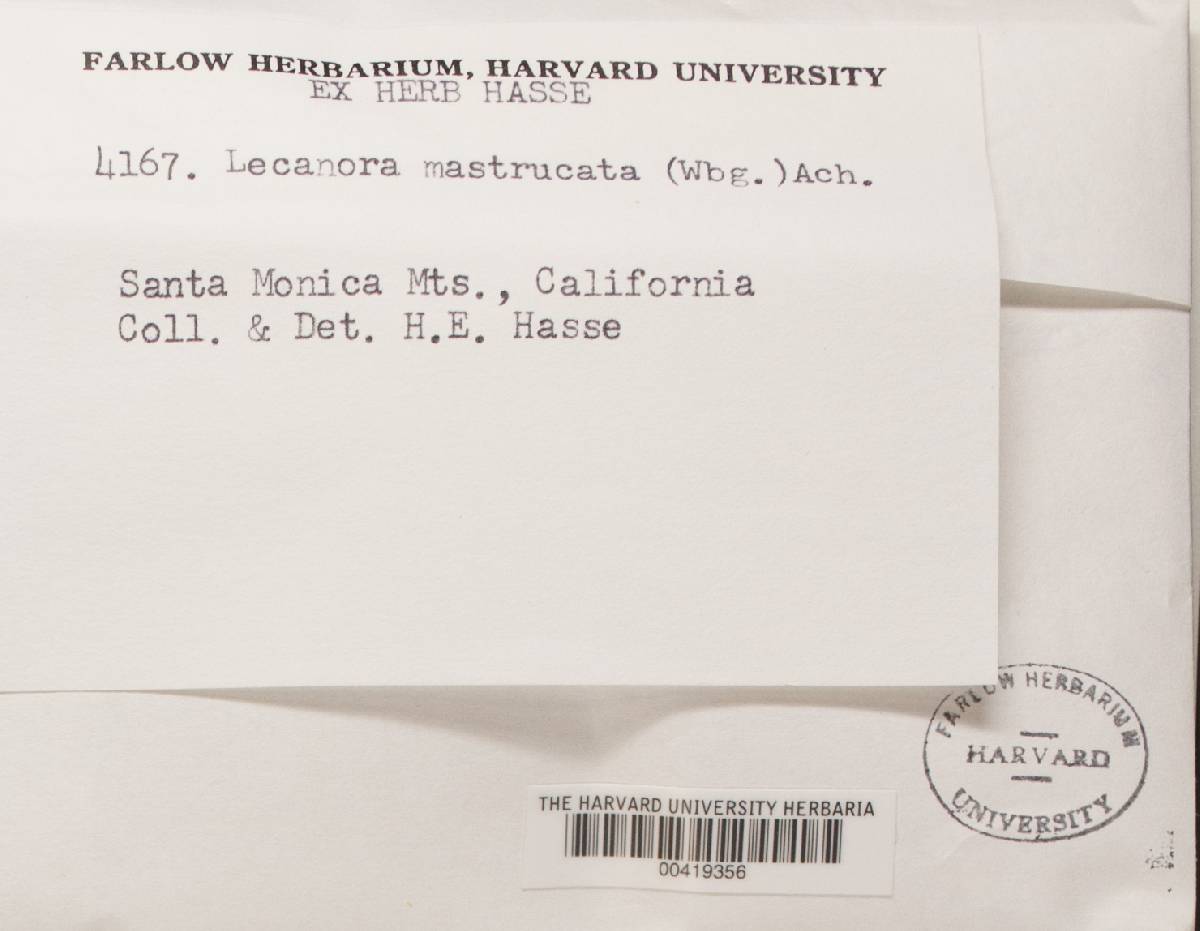 FARLOW HERBARIUM, HARVARD UNIVERSITY
EX HERB HASSE
4167. Lecanora mastrucata (Wbg.)Ach.
Santa Monica Mts., California
Coll. & Det. H.E. Hasse
FARLOW HERBARIUM
HARVARD
UNIVERSITY
THE HARVARD UNIVERSITY HERBARIA
00419356